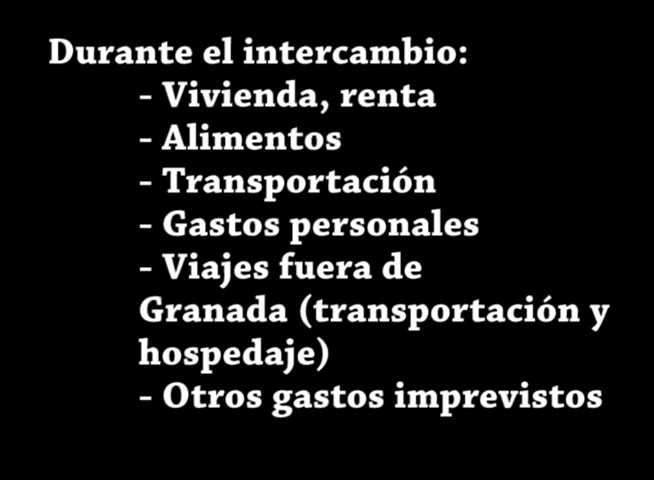 Durante el intercambio:
- Vivienda, renta
- Alimentos
- Transportación
- Gastos personales
- Viajes fuera de
Granada (transportación y
hospedaje)
- Otros gastos imprevistos